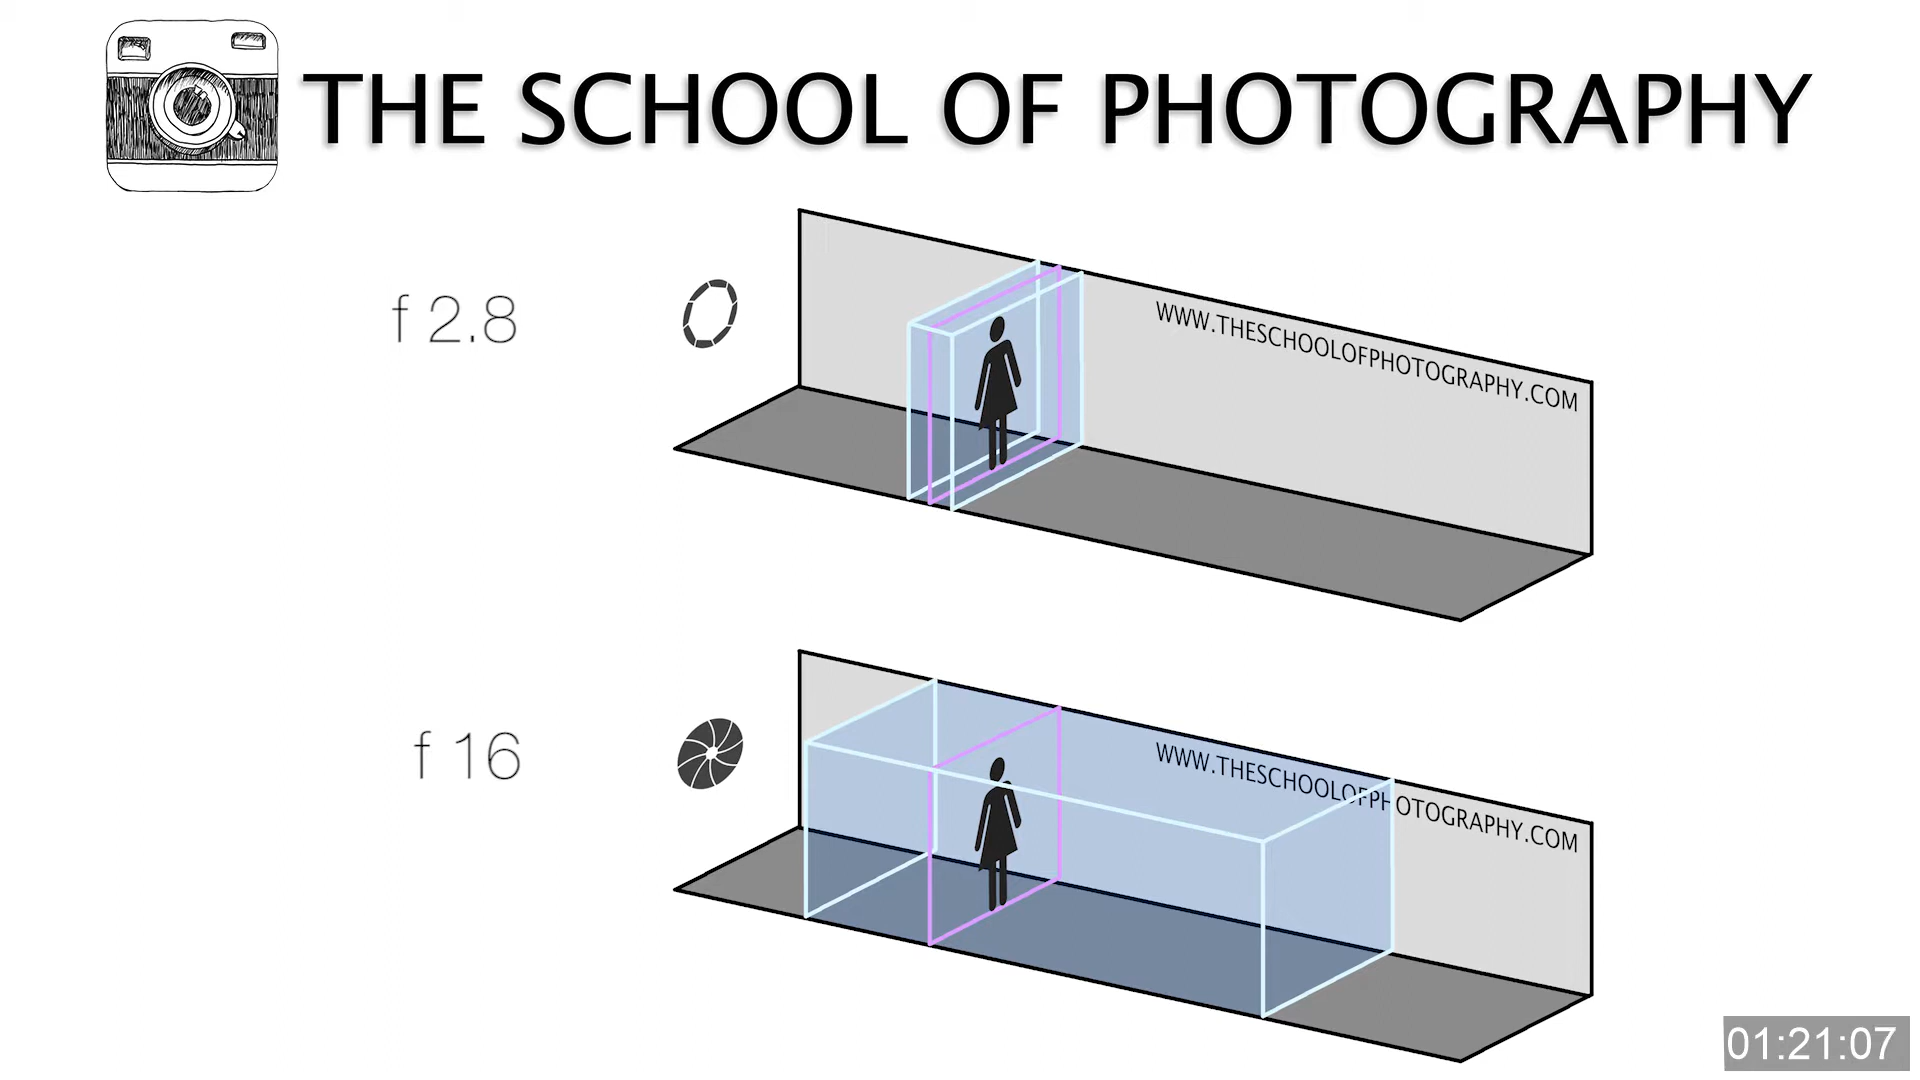 THE SCHOOL OF PHOTOGRAPHY
f 2.8
WWW.THESCHOOLOFPHOTOGRAPHY.COM
f 16
WWW.THESCHOOLOFPHOTOGRAPHY.COM
01:21:07